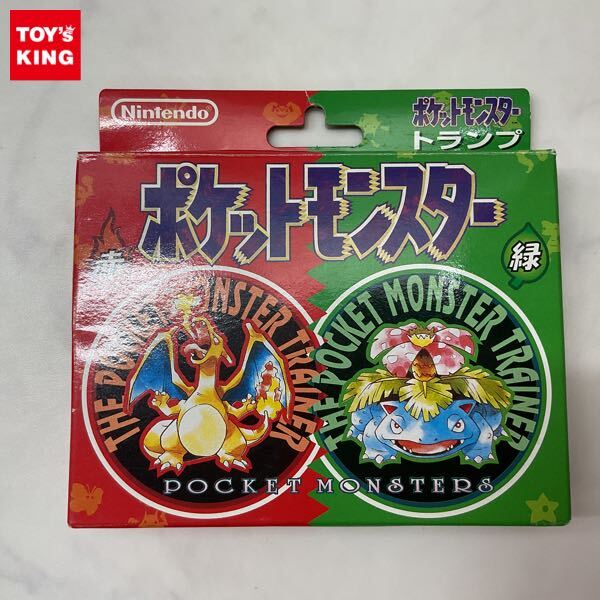 TOY'S
KING
Nintendo
ポケットモンスター
トランプ
ポケットモンスター
赤
緑
THE POCKET MONSTER TRAINER
THE POCKET MONSTER TRAINER
POCKET MONSTERS